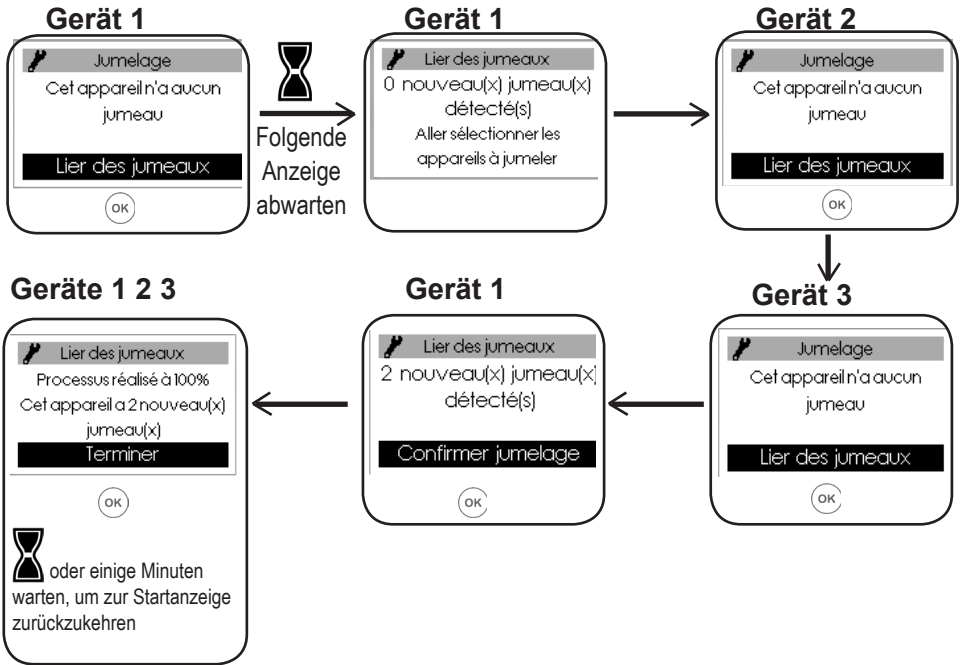 Gerät 1
Jumelage
Cet appareil n'a aucun
jumeau
Lier des jumeaux
OK
Folgende
Anzeige
abwarten
Gerät 1
Lier des jumeaux
0 nouveau(x) jumeau(x)
détecté(s)
Aller sélectionner les
appareils à jumeler
Gerät 2
Jumelage
Cet appareil n'a aucun
jumeau
Lier des jumeaux
OK
Gerät 3
Jumelage
Cet appareil n'a aucun
jumeau
Lier des jumeaux
OK
Gerät 1
Lier des jumeaux
2 nouveau(x) jumeau(x)
détecté(s)
Confirmer jumelage
OK
Geräte 1 2 3
Lier des jumeaux
Processus réalisé à 100%
Cet appareil a 2 nouveau(x)
jumeau(x)
Terminer
OK
oder einige Minuten
warten, um zur Startanzeige
zurückzukehren